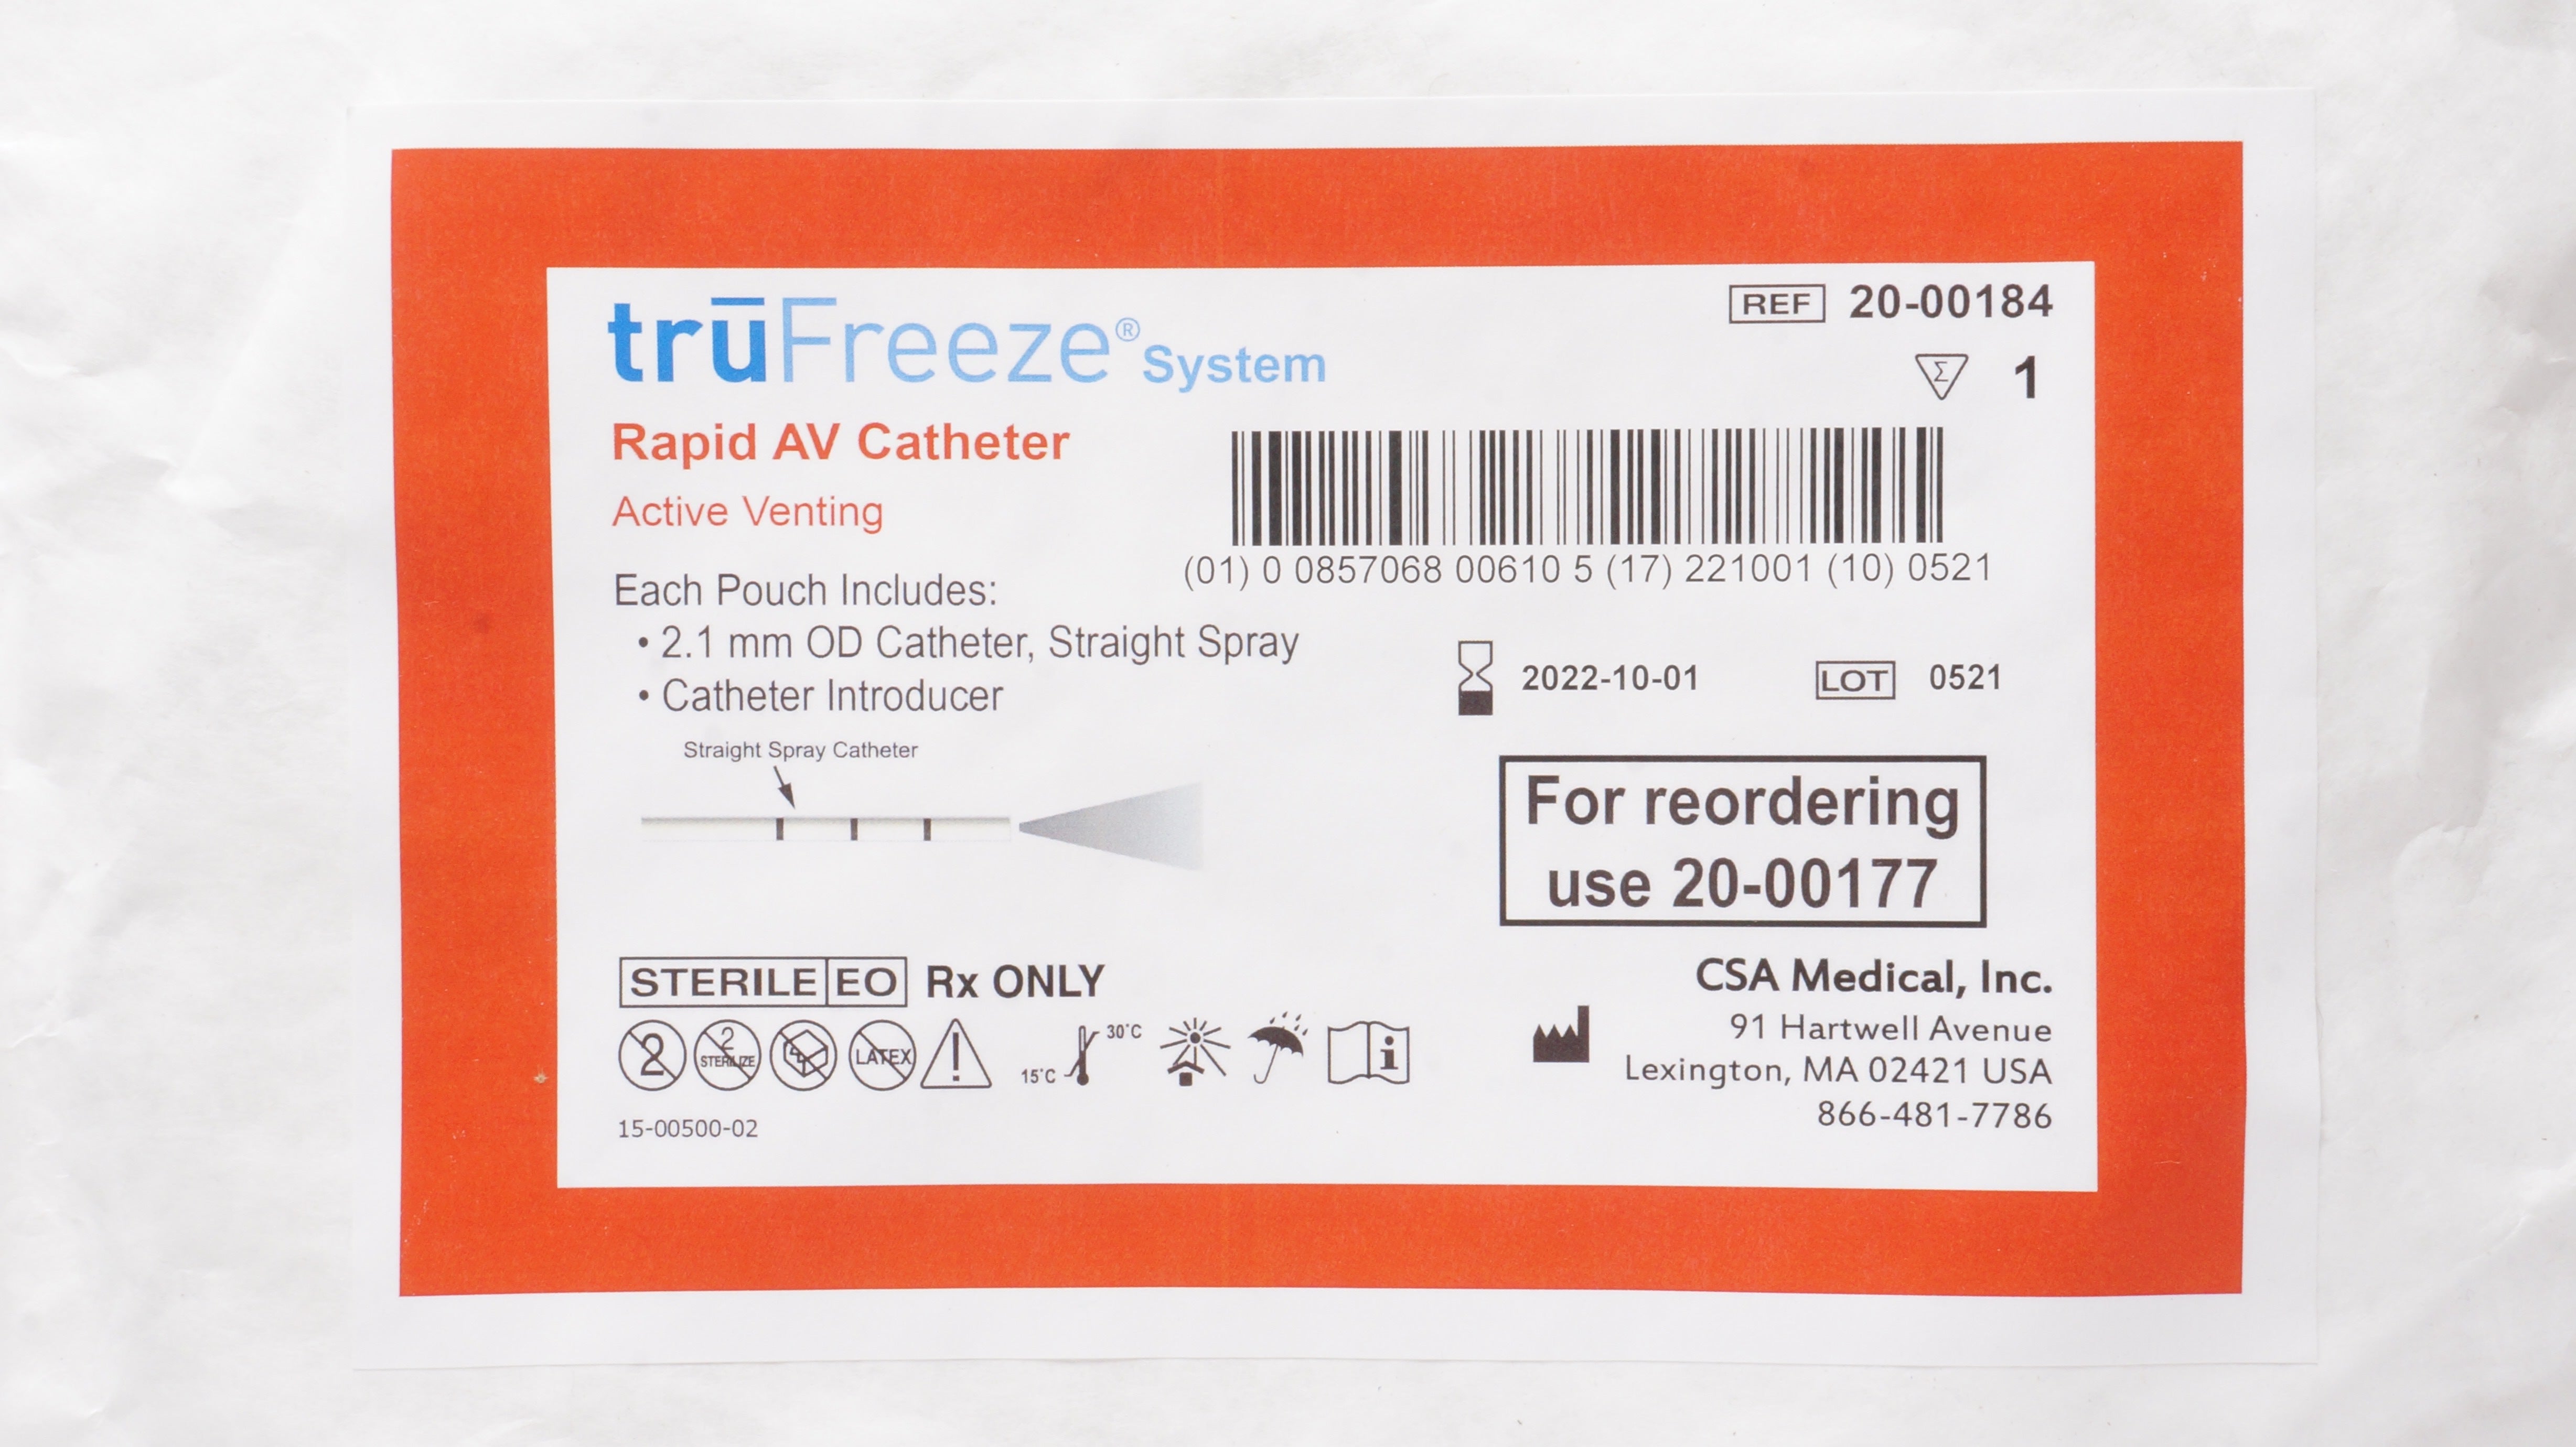 trūFreeze® System
REF 20-00184
Σ 1
Rapid AV Catheter
Active Venting
(01) 0 0857068 00610 5 (17) 221001 (10) 0521
Each Pouch Includes:
• 2.1 mm OD Catheter, Straight Spray
• Catheter Introducer
2022-10-01
LOT 0521
Straight Spray Catheter
For reordering
use 20-00177
STERILE EO Rx ONLY
2
2 STERILIZE
LATEX
!
15°C
30°C
i
15-00500-02
CSA Medical, Inc.
91 Hartwell Avenue
Lexington, MA 02421 USA
866-481-7786